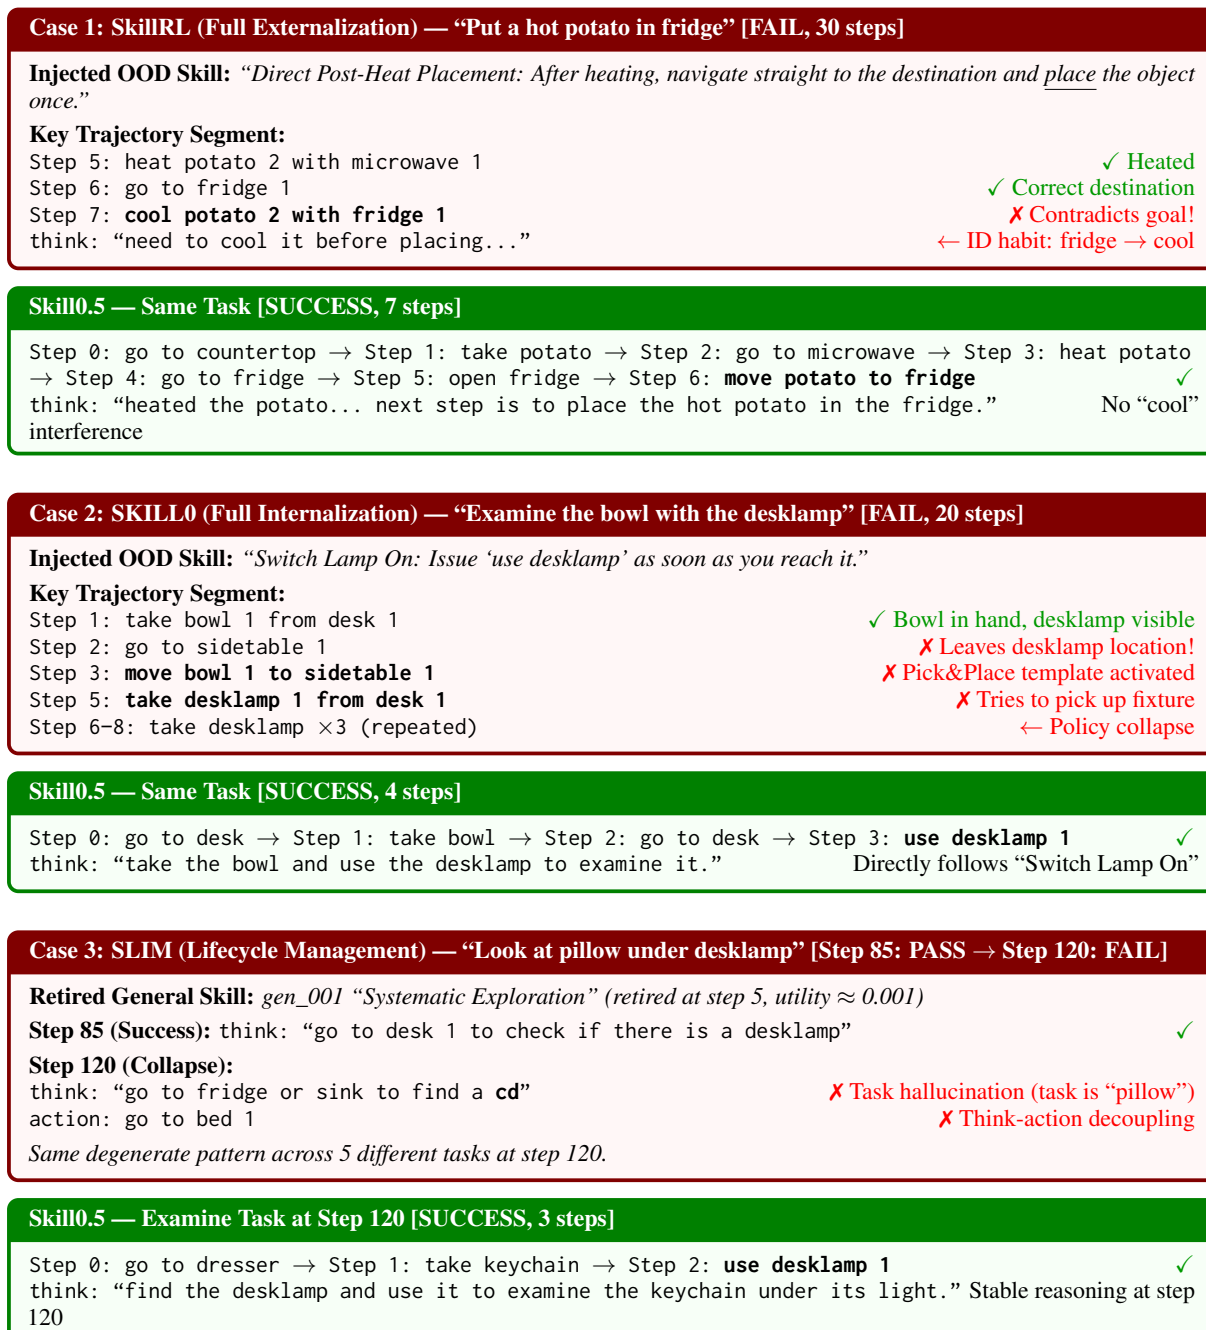 Case 1: SkillRL (Full Externalization) — “Put a hot potato in fridge” [FAIL, 30 steps]
Injected OOD Skill: “Direct Post-Heat Placement: After heating, navigate straight to the destination and place the object
once.”
Key Trajectory Segment:
Step 5: heat potato 2 with microwave 1 ✓ Heated
Step 6: go to fridge 1 ✓ Correct destination
Step 7: cool potato 2 with fridge 1 ✗ Contradicts goal!
think: “need to cool it before placing...” ← ID habit: fridge → cool
Skill0.5 — Same Task [SUCCESS, 7 steps]
Step 0: go to countertop → Step 1: take potato → Step 2: go to microwave → Step 3: heat potato
→ Step 4: go to fridge → Step 5: open fridge → Step 6: move potato to fridge ✓
think: “heated the potato... next step is to place the hot potato in the fridge.” No “cool”
interference
Case 2: SKILL0 (Full Internalization) — “Examine the bowl with the desklamp” [FAIL, 20 steps]
Injected OOD Skill: “Switch Lamp On: Issue ‘use desklamp’ as soon as you reach it.”
Key Trajectory Segment:
Step 1: take bowl 1 from desk 1 ✓ Bowl in hand, desklamp visible
Step 2: go to sidetable 1 ✗ Leaves desklamp location!
Step 3: move bowl 1 to sidetable 1 ✗ Pick&Place template activated
Step 5: take desklamp 1 from desk 1 ✗ Tries to pick up fixture
Step 6–8: take desklamp ×3 (repeated) ← Policy collapse
Skill0.5 — Same Task [SUCCESS, 4 steps]
Step 0: go to desk → Step 1: take bowl → Step 2: go to desk → Step 3: use desklamp 1 ✓
think: “take the bowl and use the desklamp to examine it.” Directly follows “Switch Lamp On”
Case 3: SLIM (Lifecycle Management) — “Look at pillow under desklamp” [Step 85: PASS → Step 120: FAIL]
Retired General Skill: gen_001 “Systematic Exploration” (retired at step 5, utility ≈ 0.001)
Step 85 (Success): think: “go to desk 1 to check if there is a desklamp” ✓
Step 120 (Collapse):
think: “go to fridge or sink to find a cd” ✗ Task hallucination (task is “pillow”)
action: go to bed 1 ✗ Think-action decoupling
Same degenerate pattern across 5 different tasks at step 120.
Skill0.5 — Examine Task at Step 120 [SUCCESS, 3 steps]
Step 0: go to dresser → Step 1: take keychain → Step 2: use desklamp 1 ✓
think: “find the desklamp and use it to examine the keychain under its light.” Stable reasoning at step
120